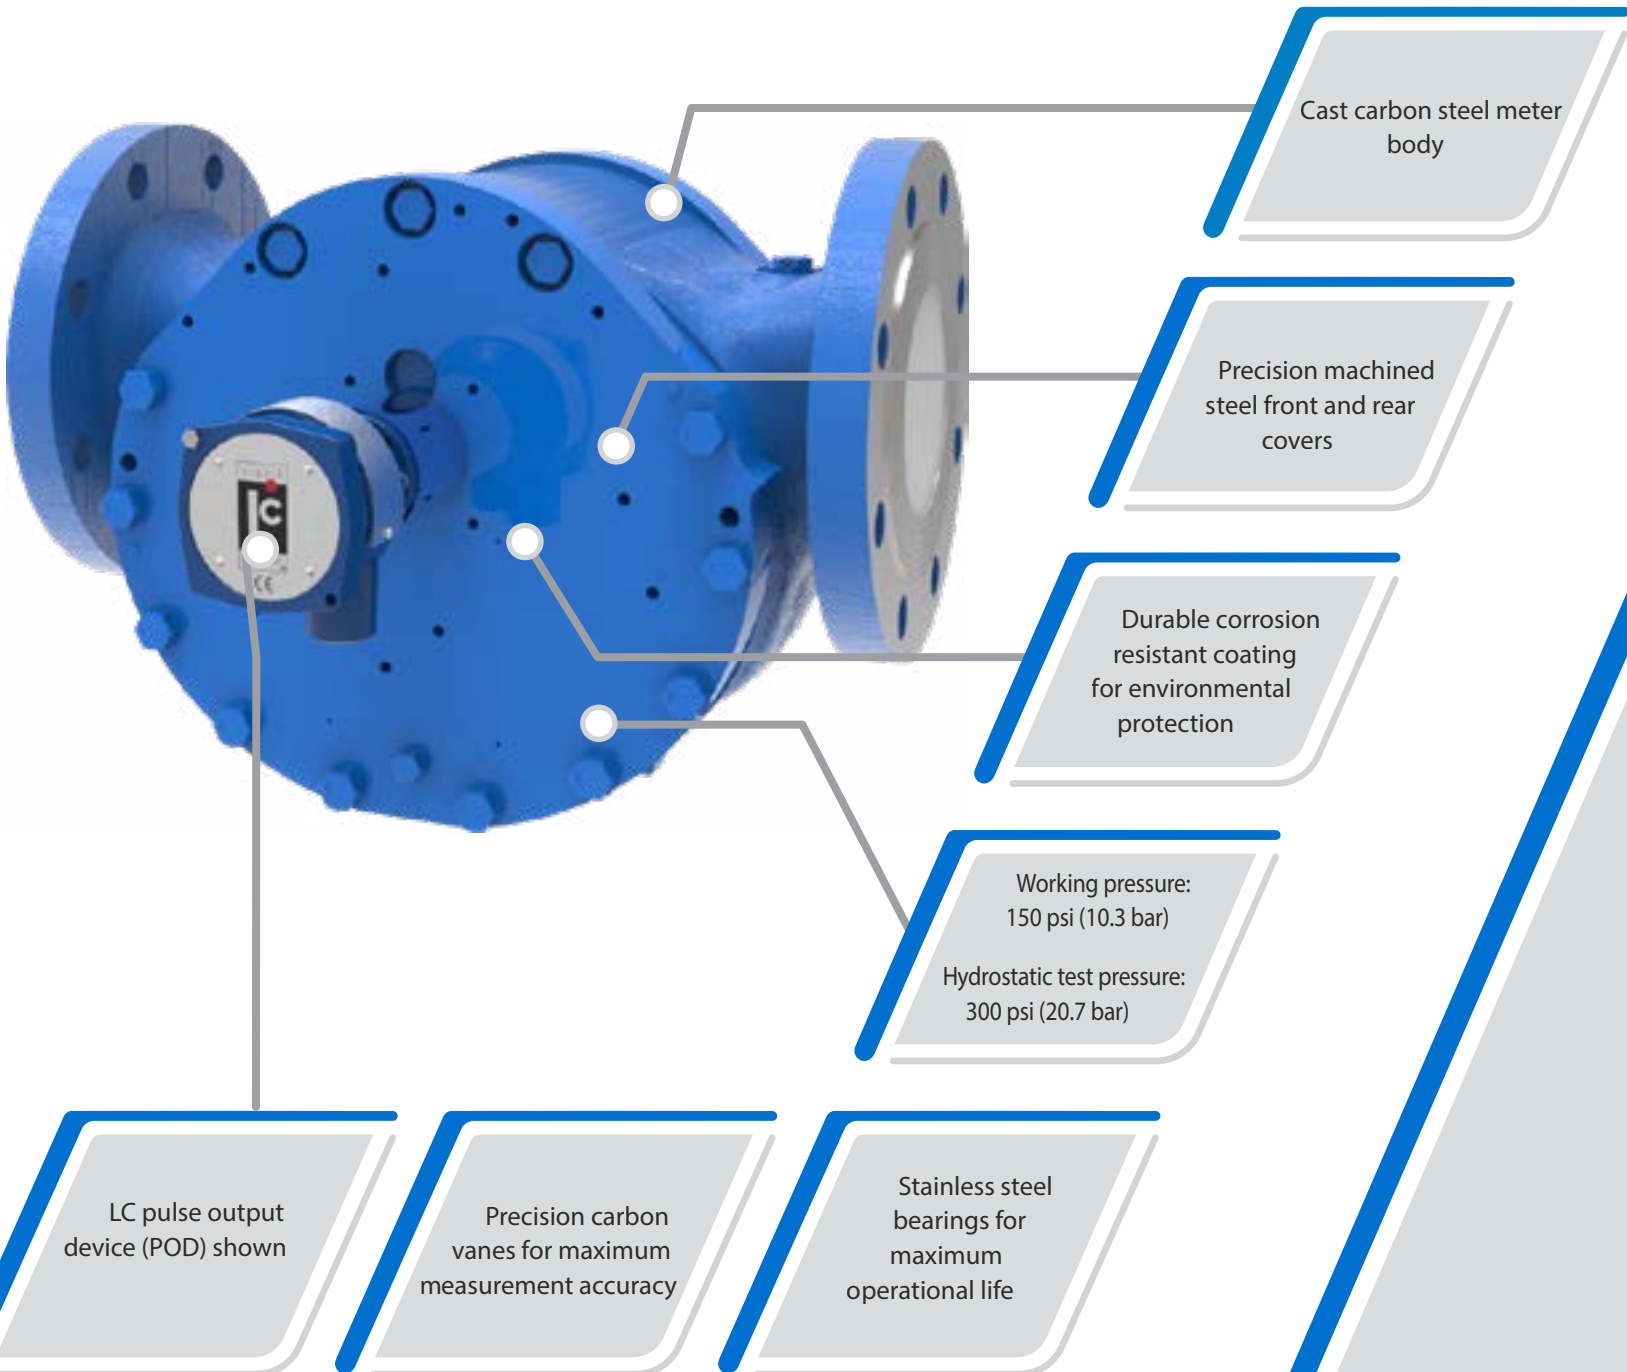 Cast carbon steel meter
body
Precision machined
steel front and rear
covers
Durable corrosion
resistant coating
for environmental
protection
Working pressure:
150 psi (10.3 bar)
Hydrostatic test pressure:
300 psi (20.7 bar)
lc
CE
LC pulse output
device (POD) shown
Precision carbon
vanes for maximum
measurement accuracy
Stainless steel
bearings for
maximum
operational life